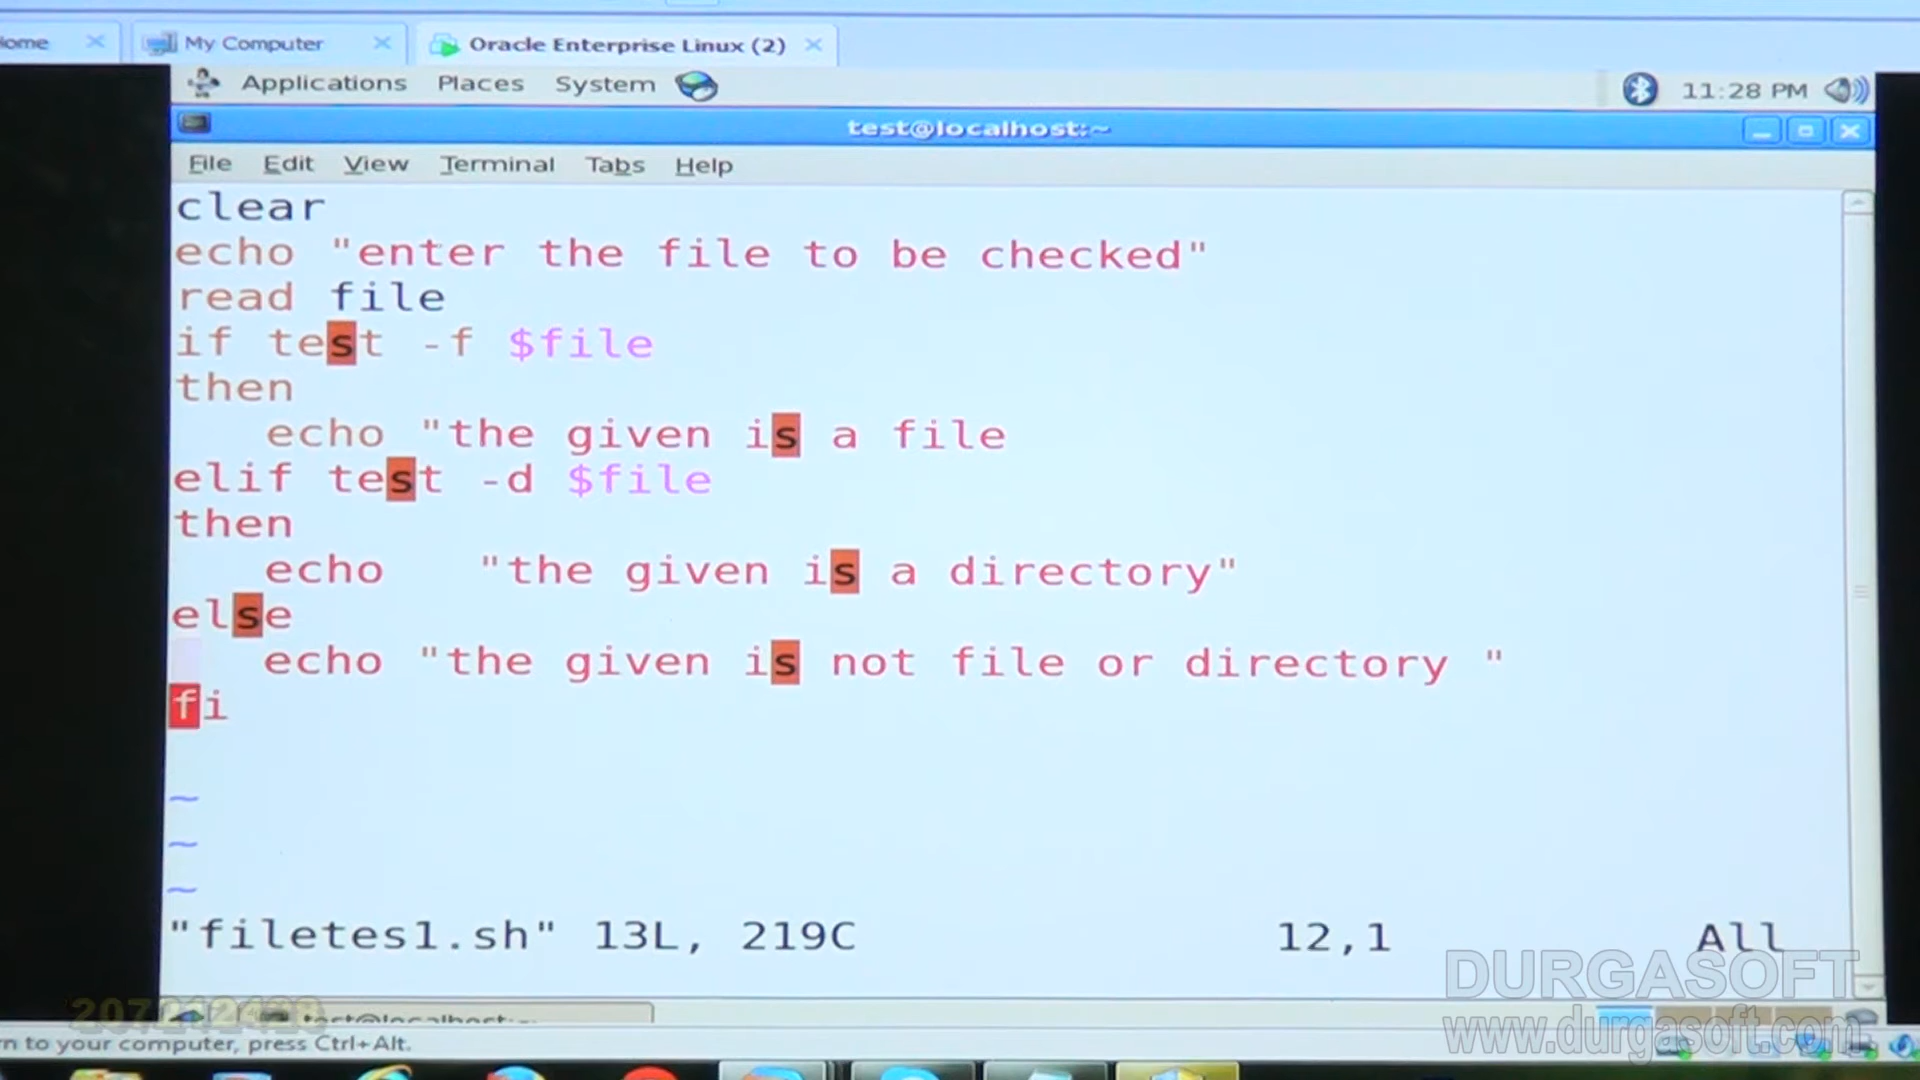 ome
My Computer
Oracle Enterprise Linux (2)
Applications Places System
11:28 PM
test@localhost:~
File Edit View Terminal Tabs Help
clear
echo "enter the file to be checked"
read file
if test -f $file
then
echo "the given is a file
elif test -d $file
then
echo "the given is a directory"
else
echo "the given is not file or directory "
fi
~
~
~
"filetes1.sh" 13L, 219C 12,1 All
DURGASOFT
207212428
test@localhost:~
www.durgasoft.com
n to your computer, press Ctrl+Alt.